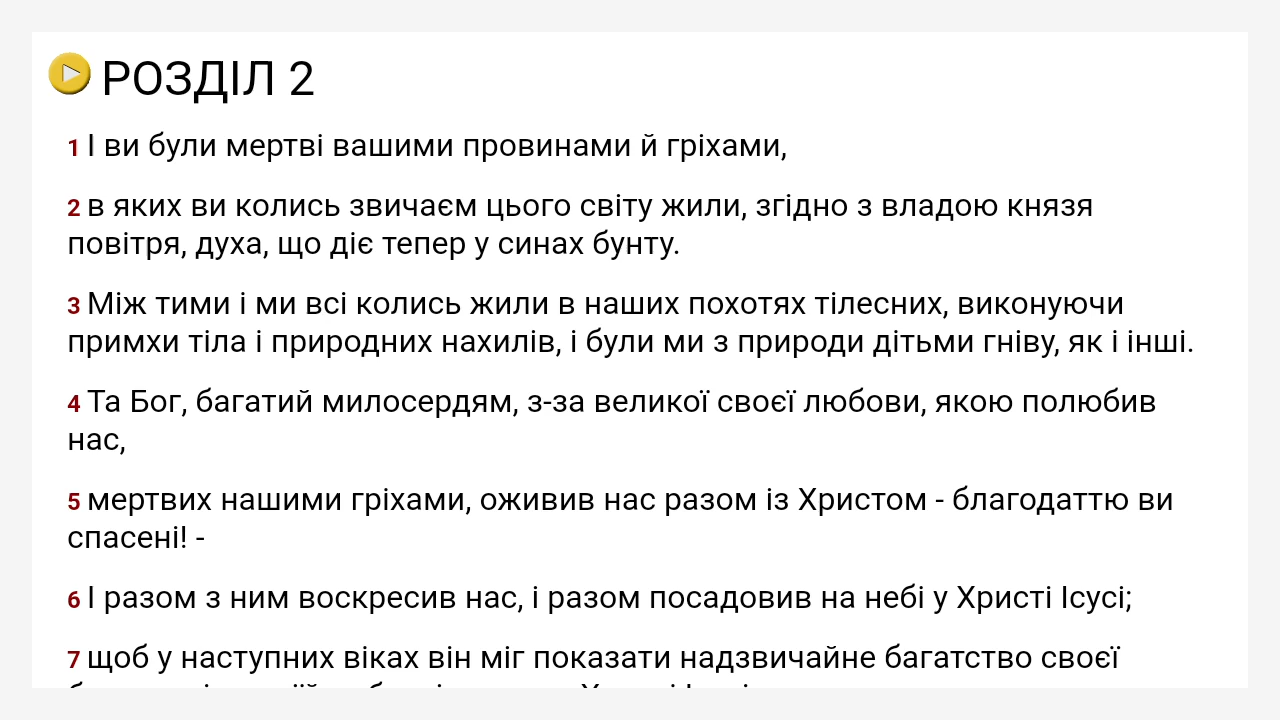 РОЗДІЛ 2
1 І ви були мертві вашими провинами й гріхами,
2 в яких ви колись звичаєм цього світу жили, згідно з владою князя
повітря, духа, що діє тепер у синах бунту.
3 Між тими і ми всі колись жили в наших похотях тілесних, виконуючи
примхи тіла і природних нахилів, і були ми з природи дітьми гніву, як і інші.
4 Та Бог, багатий милосердям, з-за великої своєї любови, якою полюбив
нас,
5 мертвих нашими гріхами, оживив нас разом із Христом - благодаттю ви
спасені! -
6 І разом з ним воскресив нас, і разом посадовив на небі у Христі Ісусі;
7 щоб у наступних віках він міг показати надзвичайне багатство своєї